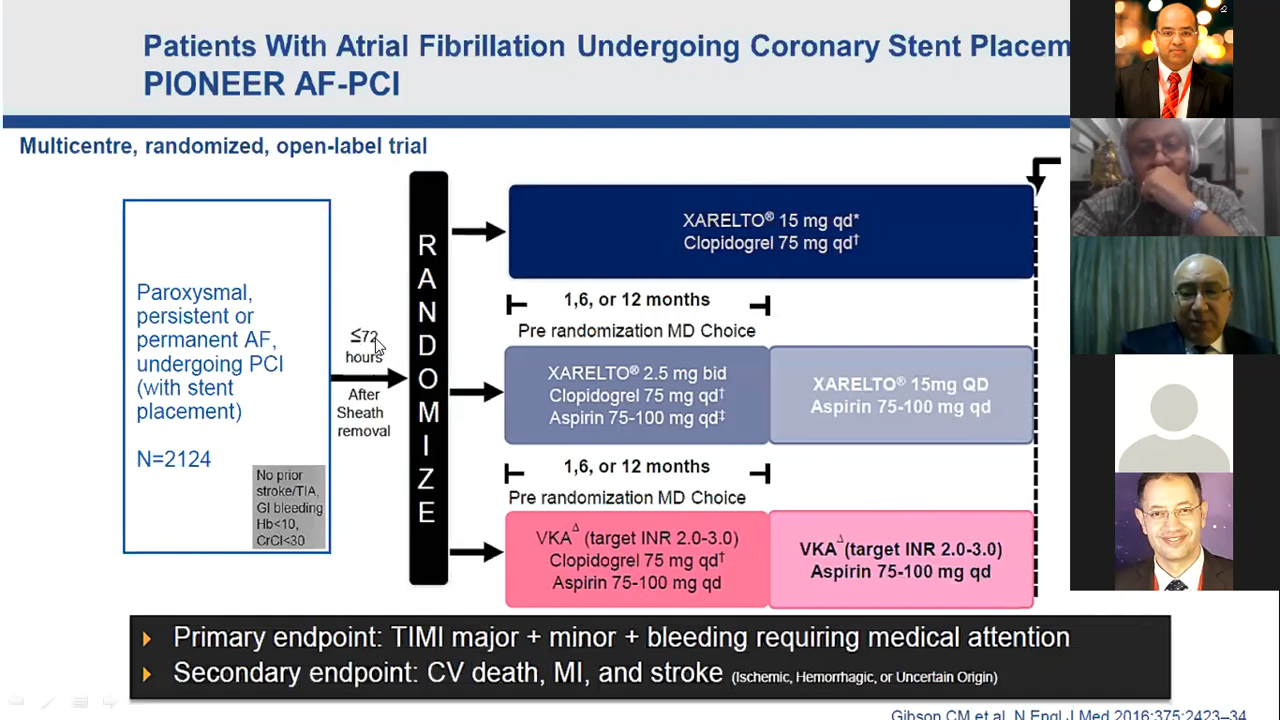 Patients With Atrial Fibrillation Undergoing Coronary Stent Placem
PIONEER AF-PCI
Multicentre, randomized, open-label trial
Paroxysmal,
persistent or
permanent AF,
undergoing PCI
(with stent
placement)
N=2124
No prior
stroke/TIA,
GI bleeding
Hb<10,
CrCl<30
≤72
hours
After
Sheath
removal
RANDOMIZE
XARELTO® 15 mg qd*
Clopidogrel 75 mg qd†
1,6, or 12 months
Pre randomization MD Choice
XARELTO® 2.5 mg bid
Clopidogrel 75 mg qd†
Aspirin 75-100 mg qd‡
XARELTO® 15mg QD
Aspirin 75-100 mg qd
1,6, or 12 months
Pre randomization MD Choice
VKAΔ (target INR 2.0-3.0)
Clopidogrel 75 mg qd†
Aspirin 75-100 mg qd
VKAΔ(target INR 2.0-3.0)
Aspirin 75-100 mg qd
Primary endpoint: TIMI major + minor + bleeding requiring medical attention
Secondary endpoint: CV death, MI, and stroke (Ischemic, Hemorrhagic, or Uncertain Origin)
Gibson CM et al. N Engl J Med 2016;375:2423–34